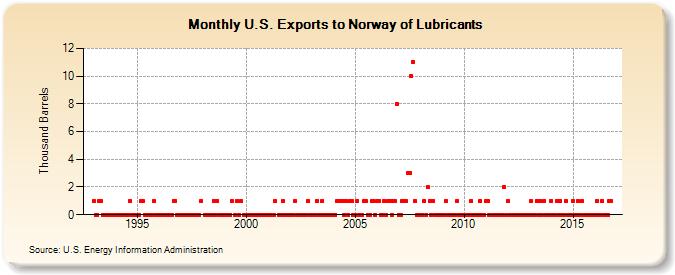 Monthly U.S. Exports to Norway of Lubricants
Thousand Barrels
12
10
8
6
4
2
0
1995 2000 2005 2010 2015
Source: U.S. Energy Information Administration